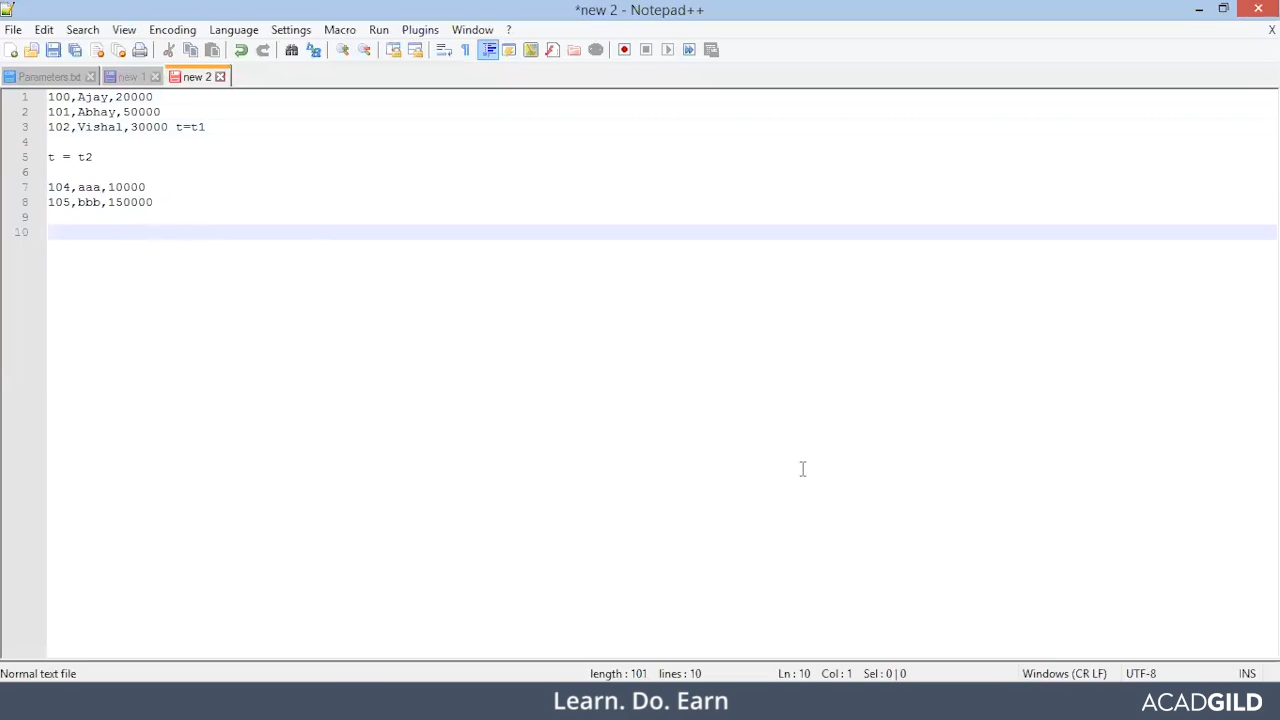 *new 2 - Notepad++
File Edit Search View Encoding Language Settings Macro Run Plugins Window ? X
Parameters.txt new 1 new 2
1 100,Ajay,20000
2 101,Abhay,50000
3 102,Vishal,30000 t=t1
4
5 t = t2
6
7 104,aaa,10000
8 105,bbb,150000
9
10
Normal text file length : 101 lines : 10 Ln : 10 Col : 1 Sel : 0 | 0 Windows (CR LF) UTF-8 INS
Learn. Do. Earn
ACADGILD